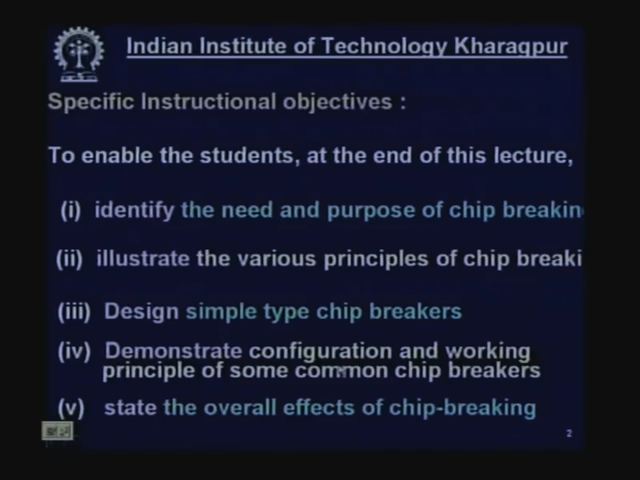 Indian Institute of Technology Kharagpur
Specific Instructional objectives :
To enable the students, at the end of this lecture,
(i) identify the need and purpose of chip breakin
(ii) illustrate the various principles of chip breaki
(iii) Design simple type chip breakers
(iv) Demonstrate configuration and working
principle of some common chip breakers
(v) state the overall effects of chip-breaking
2